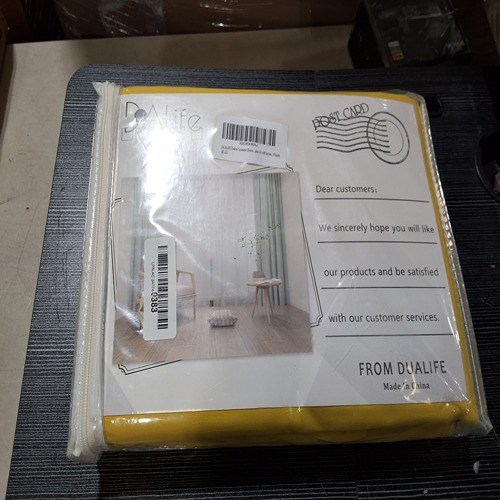 DUALife
POST CARD
Dear customers:
We sincerely hope you will like
our products and be satisfied
with our customer services.
FROM DUALIFE
Made In China